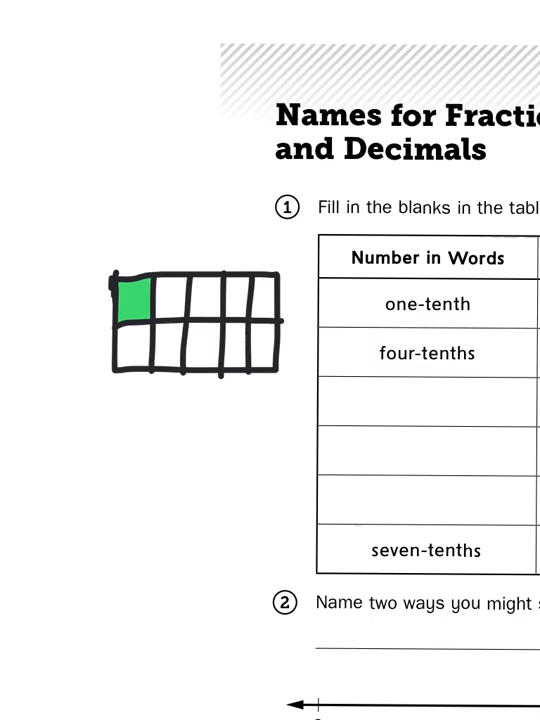 Names for Fractio
and Decimals
1 Fill in the blanks in the tabl
Number in Words
one-tenth
four-tenths
seven-tenths
2 Name two ways you might s